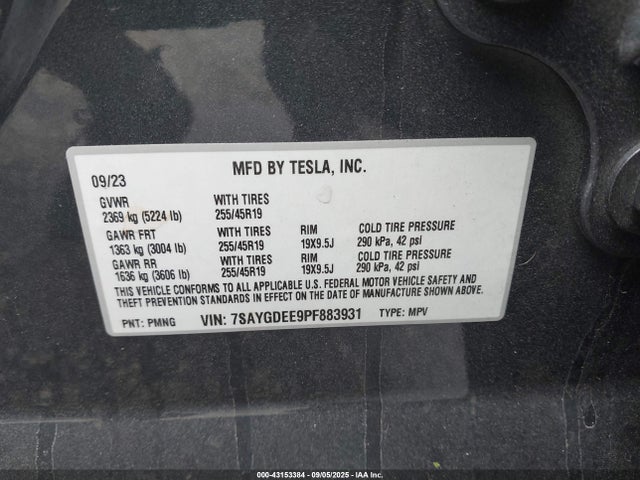 MFD BY TESLA, INC.
09/23
GVWR WITH TIRES
2369 kg (5224 lb) 255/45R19
GAWR FRT WITH TIRES RIM COLD TIRE PRESSURE
1363 kg (3004 lb) 255/45R19 19X9.5J 290 kPa, 42 psi
GAWR RR WITH TIRES RIM COLD TIRE PRESSURE
1636 kg (3606 lb) 255/45R19 19X9.5J 290 kPa, 42 psi
THIS VEHICLE CONFORMS TO ALL APPLICABLE U.S. FEDERAL MOTOR VEHICLE SAFETY AND
THEFT PREVENTION STANDARDS IN EFFECT ON THE DATE OF MANUFACTURE SHOWN ABOVE.
PNT: PMNG VIN: 7SAYGDEE9PF883931 TYPE: MPV
000-43153384 - 09/05/2025 - IAA Inc.